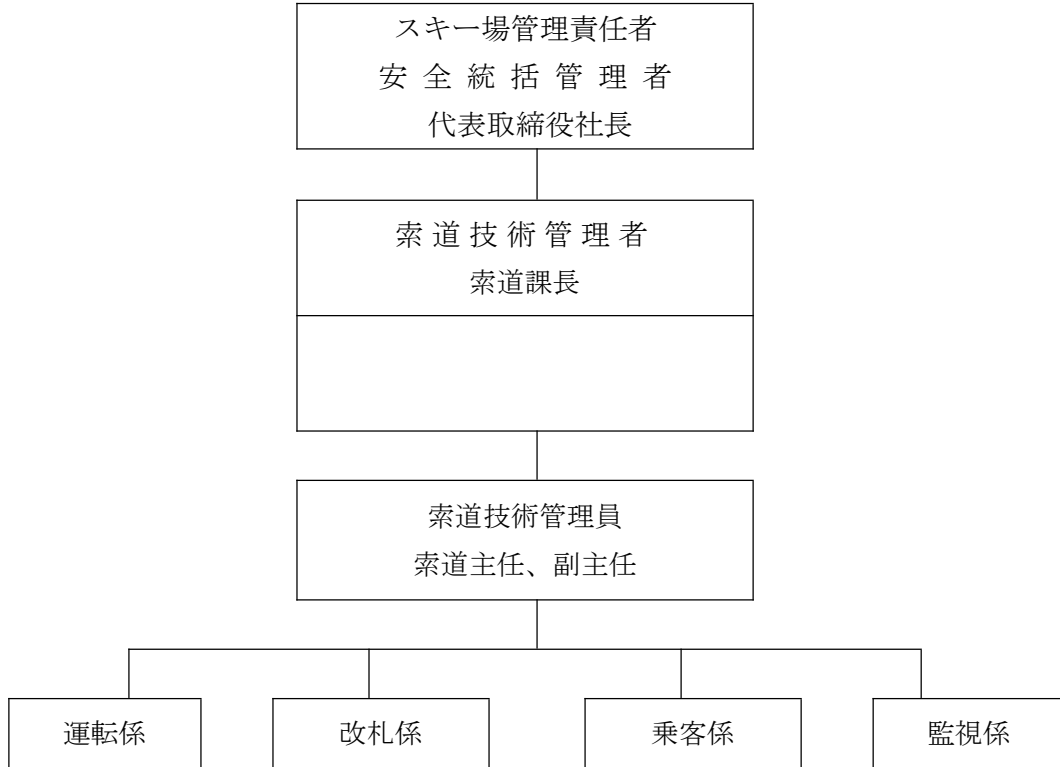 スキー場管理責任者
安全統括管理者
代表取締役社長
索道技術管理者
索道課長
索道技術管理員
索道主任、副主任
運転係
改札係
乗客係
監視係